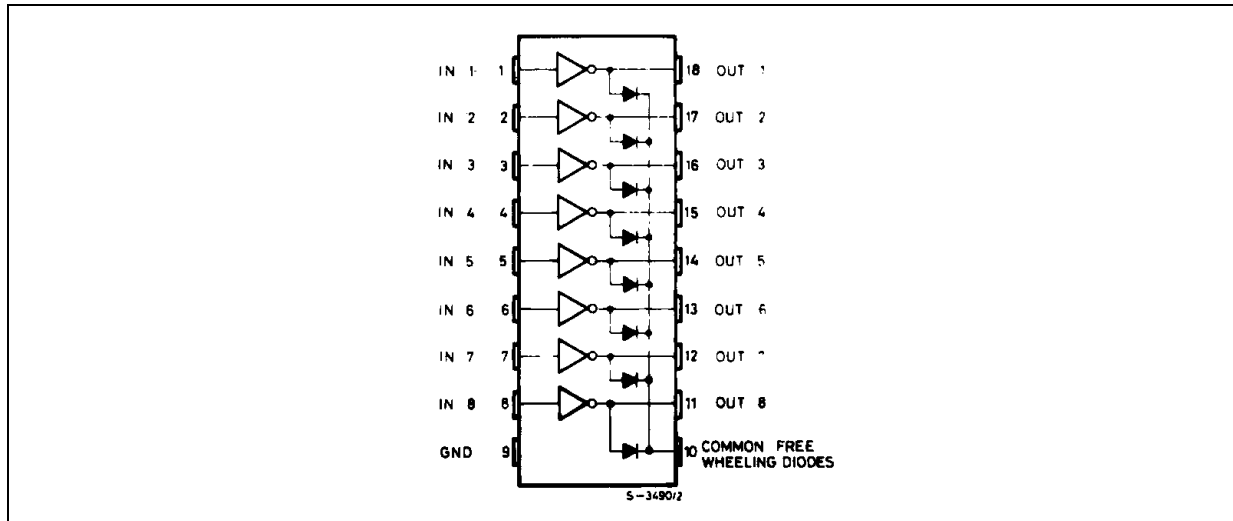 IN 1 1 18 OUT 1
IN 2 2 17 OUT 2
IN 3 3 16 OUT 3
IN 4 4 15 OUT 4
IN 5 5 14 OUT 5
IN 6 6 13 OUT 6
IN 7 7 12 OUT
IN 8 8 11 OUT 8
GND 9 10 COMMON FREE
WHEELING DIODES
S-3490/2